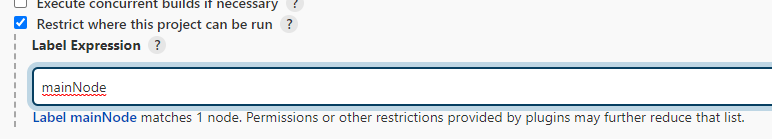 Execute concurrent builds if necessary ?
Restrict where this project can be run ?
Label Expression ?
mainNode
Label mainNode matches 1 node. Permissions or other restrictions provided by plugins may further reduce that list.